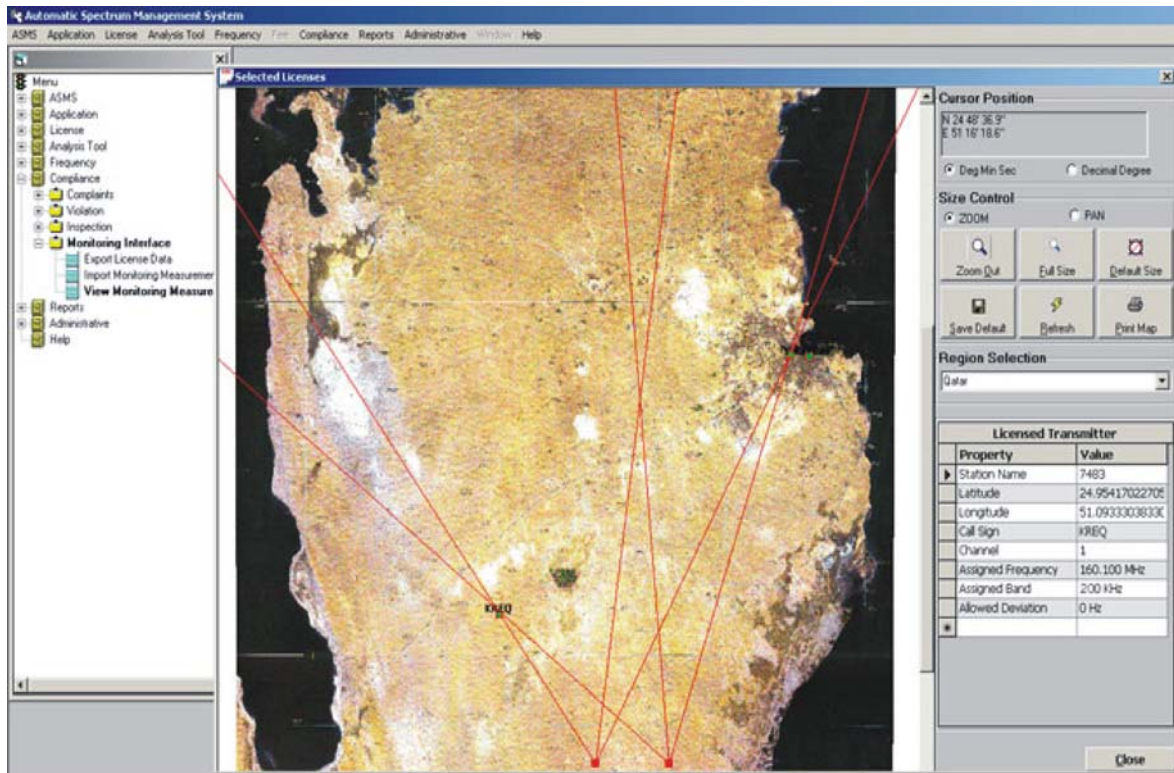 Automatic Spectrum Management System
ASMS Application License Analysis Tool Frequency Fee Compliance Reports Administrative Window Help
Menu
ASMS
Application
License
Analysis Tool
Frequency
Compliance
Complaints
Violation
Inspection
Monitoring Interface
Export License Data
Import Monitoring Measuremer
View Monitoring Measure
Reports
Administrative
Help
Selected Licenses
KREQ
Cursor Position
N 24 48' 36.9"
E 51 16' 18.6"
Deg Min Sec Decimal Degree
Size Control
ZOOM PAN
Zoom Out Full Size Default Size
Save Default Refresh Print Map
Region Selection
Qatar
Licensed Transmitter
Property Value
Station Name 7483
Latitude 24.95417022705
Longitude 51.0933303833(
Call Sign KREQ
Channel 1
Assigned Frequency 160.100 MHz
Assigned Band 200 KHz
Allowed Deviation 0 Hz
Close